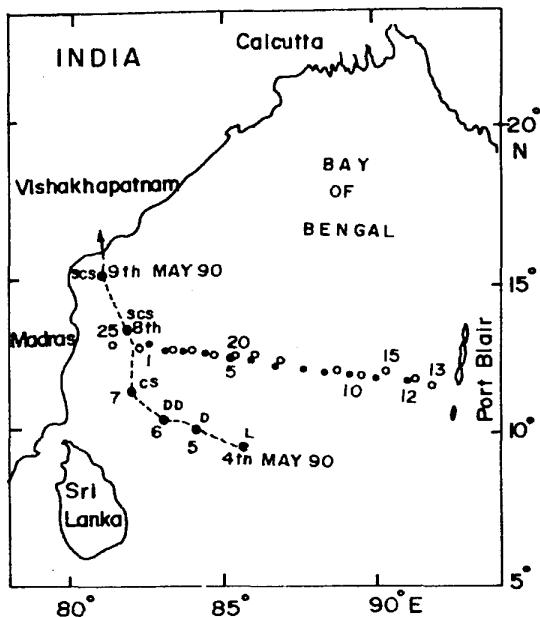 Calcutta
INDIA
20°
N
BAY
OF
BENGAL
Vishakhapatnam
SCS 9th MAY 90
15°
SCS
8th
25
Madras
1
20
5
15
13
10
12
Port Blair
CS
7
DD
6
D
5
L
4th MAY 90
10°
Sri
Lanka
5°
80°
85°
90°E